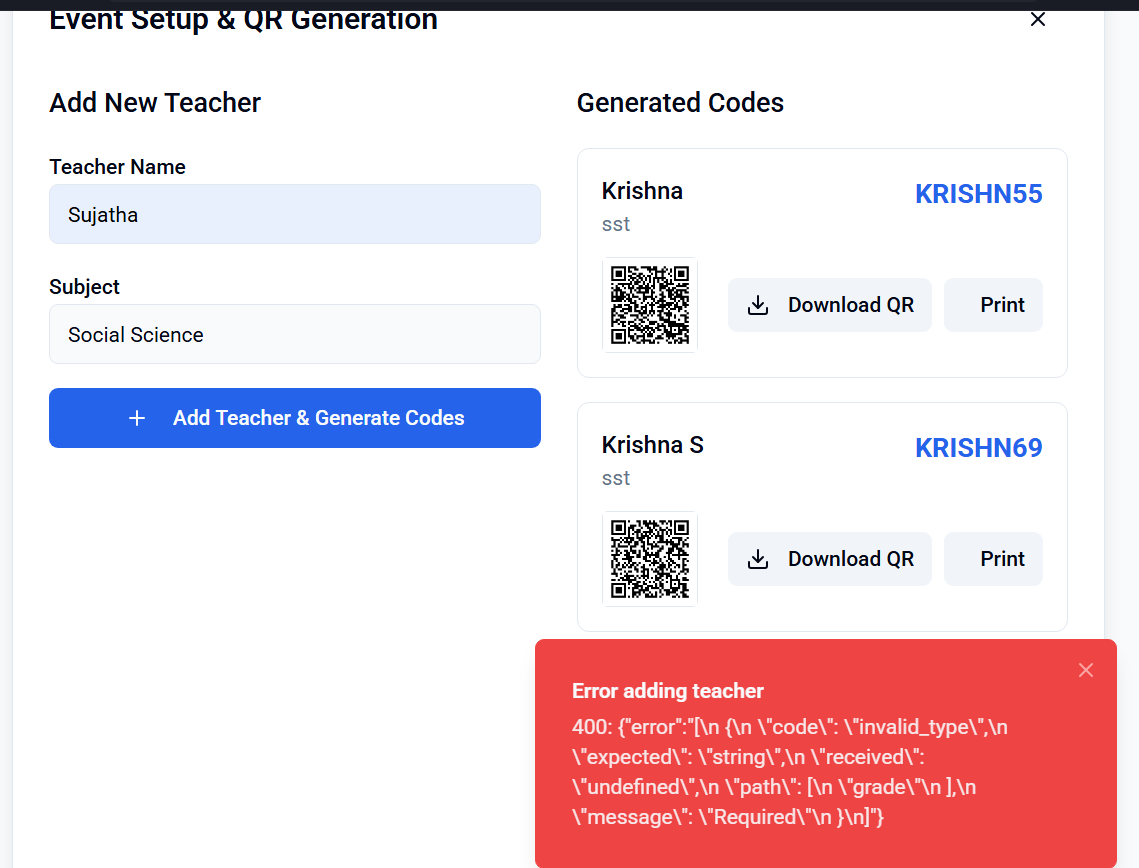 Event Setup & QR Generation
Add New Teacher
Teacher Name
Sujatha
Subject
Social Science
Add Teacher & Generate Codes
Generated Codes
Krishna
KRISHN55
sst
Download QR
Print
Krishna S
KRISHN69
sst
Download QR
Print
Error adding teacher
400: {"error":"[\n {\n \"code\": \"invalid_type\",\n
\"expected\": \"string\",\n \"received\":
\"undefined\",\n \"path\": [\n \"grade\"\n ],\n
\"message\": \"Required\"\n }\n]"}